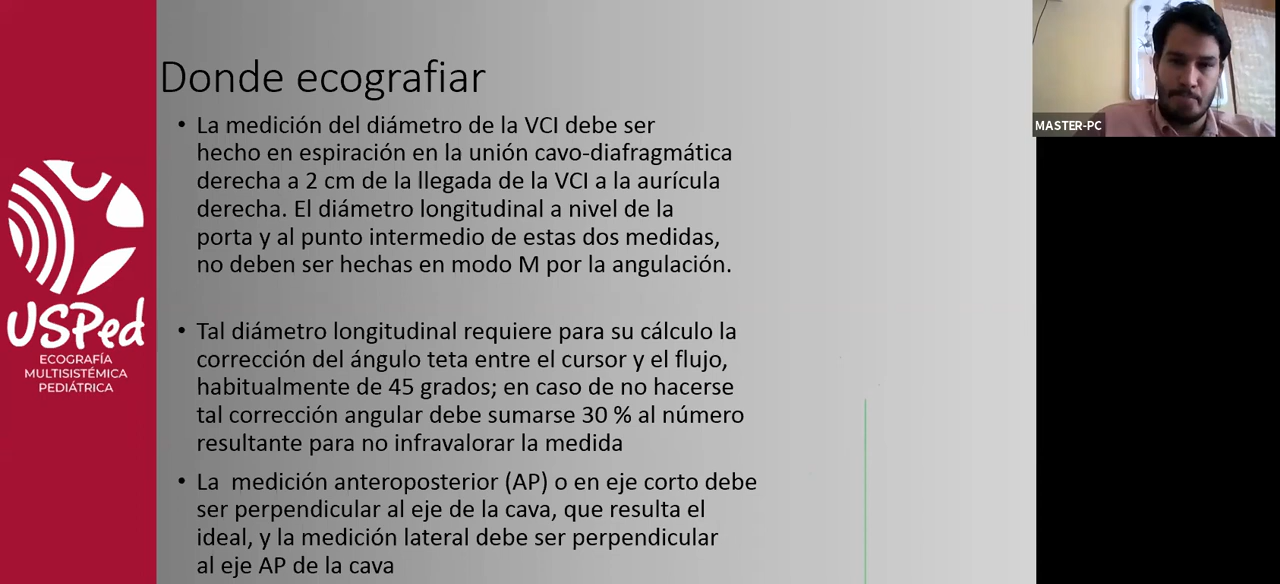 Donde ecografiar
• La medición del diámetro de la VCI debe ser
hecho en espiración en la unión cavo-diafragmática
derecha a 2 cm de la llegada de la VCI a la aurícula
derecha. El diámetro longitudinal a nivel de la
porta y al punto intermedio de estas dos medidas,
no deben ser hechas en modo M por la angulación.
• Tal diámetro longitudinal requiere para su cálculo la
corrección del ángulo teta entre el cursor y el flujo,
habitualmente de 45 grados; en caso de no hacerse
tal corrección angular debe sumarse 30 % al número
resultante para no infravalorar la medida
• La  medición anteroposterior (AP) o en eje corto debe
ser perpendicular al eje de la cava, que resulta el
ideal, y la medición lateral debe ser perpendicular
al eje AP de la cava
USPed
ECOGRAFÍA
MULTISISTÉMICA
PEDIÁTRICA
MASTER-PC